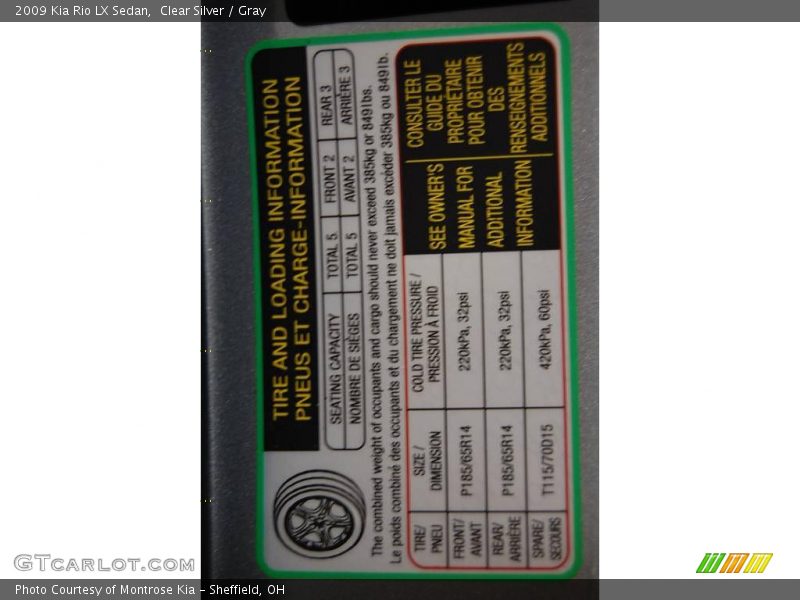 2009 Kia Rio LX Sedan,  Clear Silver / Gray
TIRE AND LOADING INFORMATION
PNEUS ET CHARGE-INFORMATION
SEATING CAPACITY TOTAL 5 FRONT 2 REAR 3
NOMBRE DE SIÈGES TOTAL 5 AVANT 2 ARRIÈRE 3
The combined weight of occupants and cargo should never exceed 385kg or 849lbs.
Le poids combiné des occupants et du chargement ne doit jamais excéder 385kg ou 849lb.
TIRE/
PNEU
SIZE /
DIMENSION
COLD TIRE PRESSURE /
PRESSION À FROID
FRONT/
AVANT
P185/65R14
220kPa, 32psi
REAR/
ARRIÈRE
P185/65R14
220kPa, 32psi
SPARE/
SECOURS
T115/70D15
420kPa, 60psi
SEE OWNER'S
MANUAL FOR
ADDITIONAL
INFORMATION
CONSULTER LE
GUIDE DU
PROPRIÉTAIRE
POUR OBTENIR
DES
RENSEIGNEMENTS
ADDITIONNELS
GTCARLOT.COM
Photo Courtesy of Montrose Kia - Sheffield, OH